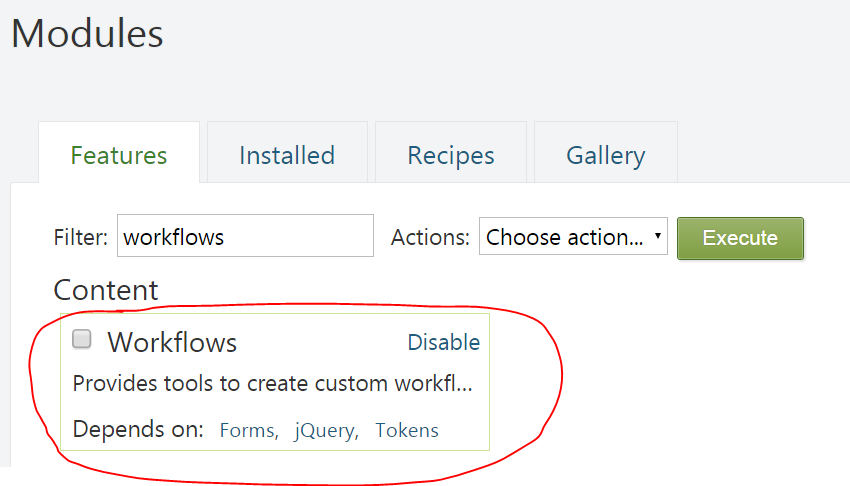 Modules
Features Installed Recipes Gallery
Filter: workflows Actions: Choose action... Execute
Content
Workflows Disable
Provides tools to create custom workfl...
Depends on: Forms, jQuery, Tokens